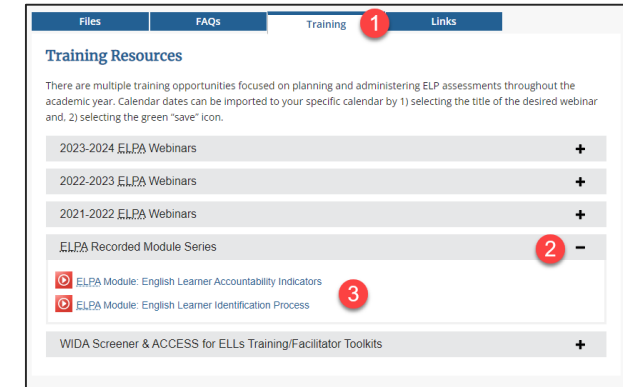 Files FAQs Training 1 Links
Training Resources
There are multiple training opportunities focused on planning and administering ELP assessments throughout the
academic year. Calendar dates can be imported to your specific calendar by 1) selecting the title of the desired webinar
and, 2) selecting the green “save” icon.
2023-2024 ELPA Webinars +
2022-2023 ELPA Webinars +
2021-2022 ELPA Webinars +
ELPA Recorded Module Series 2 −
ELPA Module: English Learner Accountability Indicators
3
ELPA Module: English Learner Identification Process
WIDA Screener & ACCESS for ELLs Training/Facilitator Toolkits +